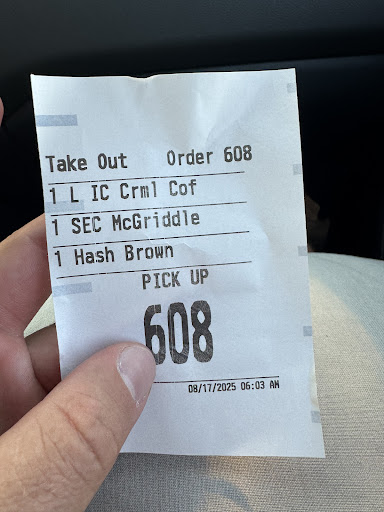 Take Out Order 608
1 L IC Crml Cof
1 SEC McGriddle
1 Hash Brown
PICK UP
608
08/17/2025 06:03 AM